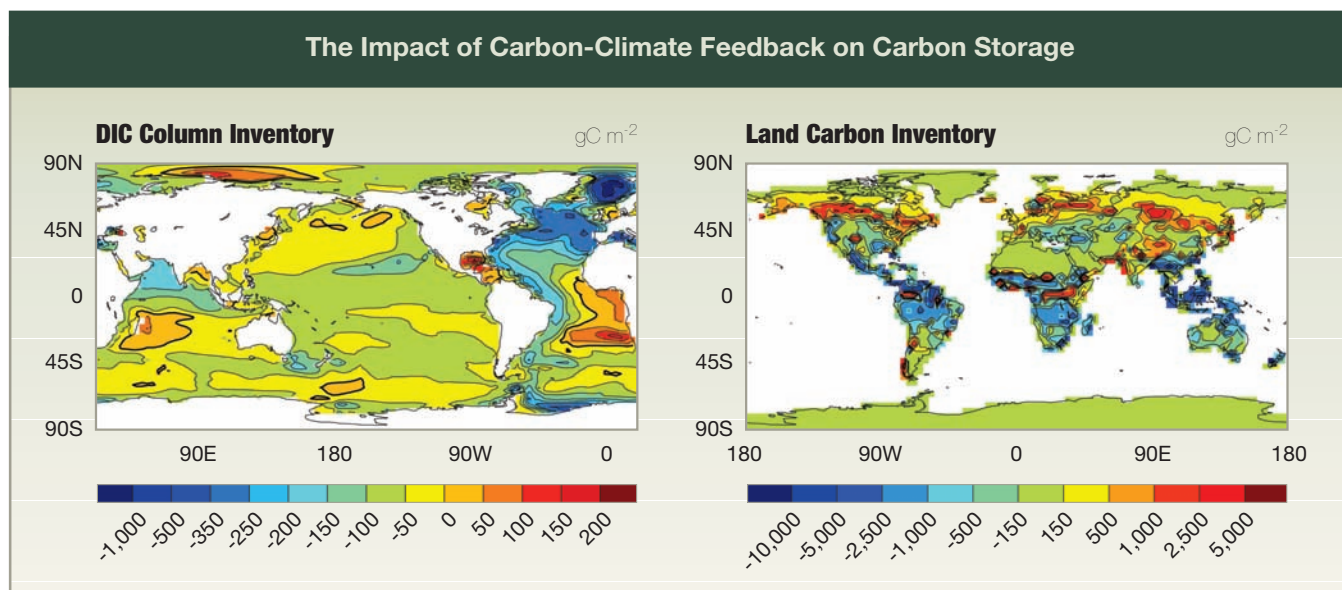 The Impact of Carbon-Climate Feedback on Carbon Storage
DIC Column Inventory gC m-2
90N
45N
0
45S
90S
90E 180 90W 0
-1,000 -500 -350 -250 -200 -150 -100 -50 0 50 100 150 200
Land Carbon Inventory gC m-2
90N
45N
0
45S
90S
180 90W 0 90E 180
-10,000 -5,000 -2,500 -1,000 -500 -150 150 500 1,000 2,500 5,000